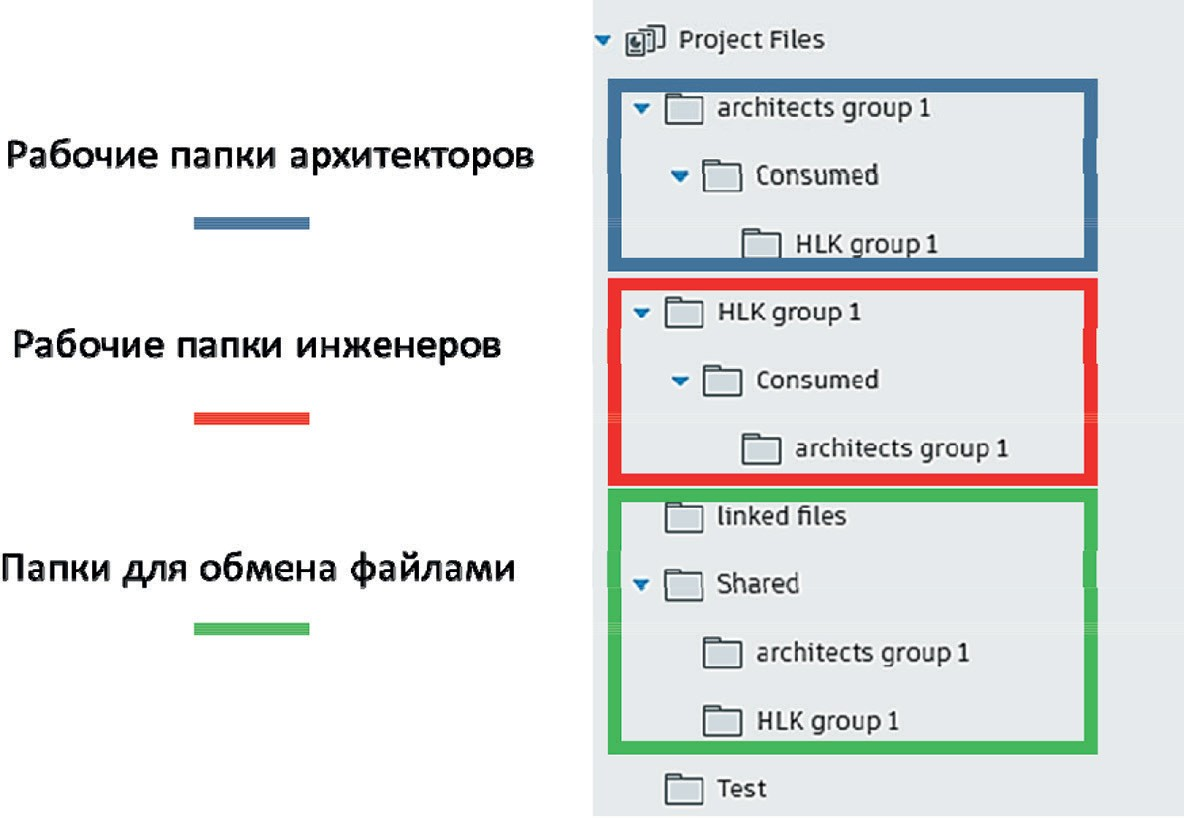 Рабочие папки архитекторов
Рабочие папки инженеров
Папки для обмена файлами
Project Files
architects group 1
Consumed
HLK group 1
HLK group 1
Consumed
architects group 1
linked files
Shared
architects group 1
HLK group 1
Test